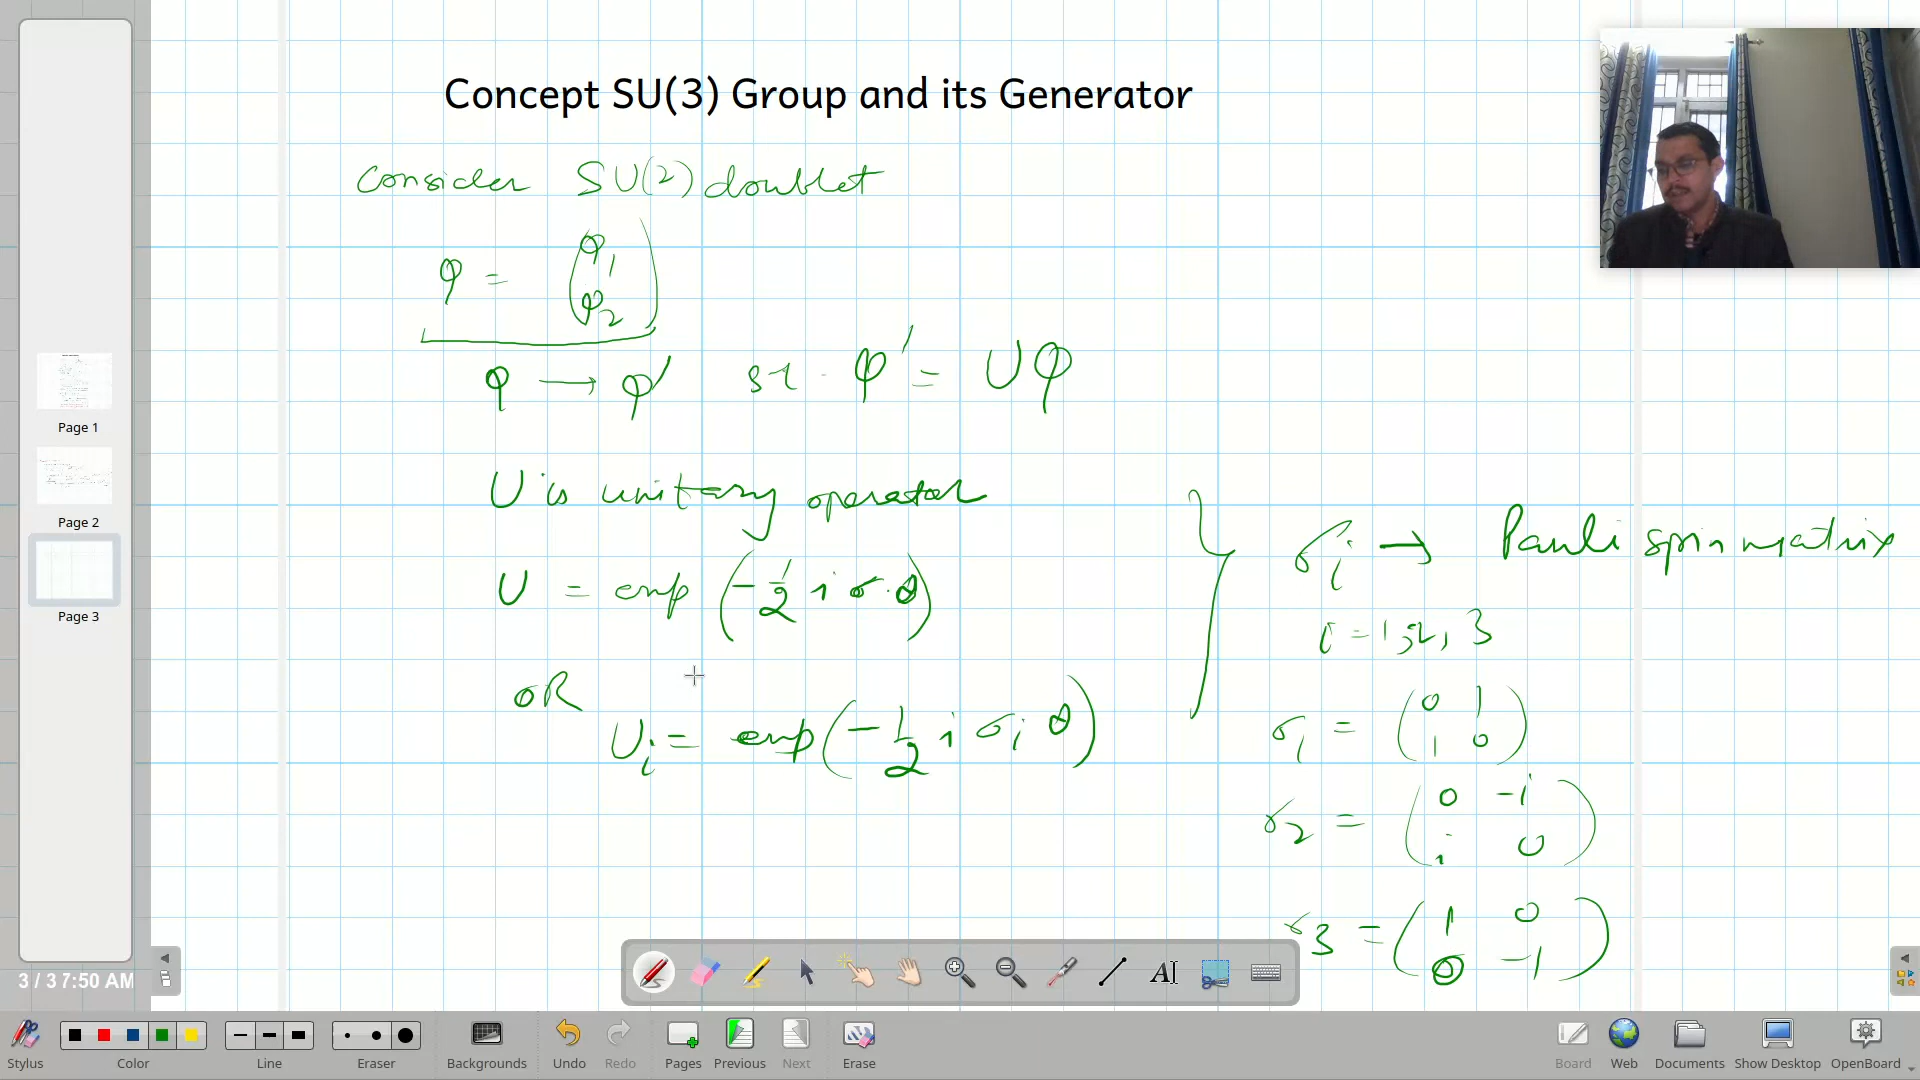 Concept SU(3) Group and its Generator
Consider SU(2) doublet
φ = (φ1
φ2)
φ → φ' st. φ' = Uφ
U is unitary operator
U = exp (-1/2 i σ.θ)
OR
Ui = exp (-1/2 i σi θ)
σi → Pauli spin matrix
i = 1,2, 3
σ1 = (0 1
1 0)
σ2 = (0 -i
i 0)
σ3 = (1 0
0 -1)
Page 1
Page 2
Page 3
3 / 3 7:50 AM
Stylus
Color
Line
Eraser
Backgrounds
Undo
Redo
Pages
Previous
Next
Erase
Board
Web
Documents
Show Desktop
OpenBoard